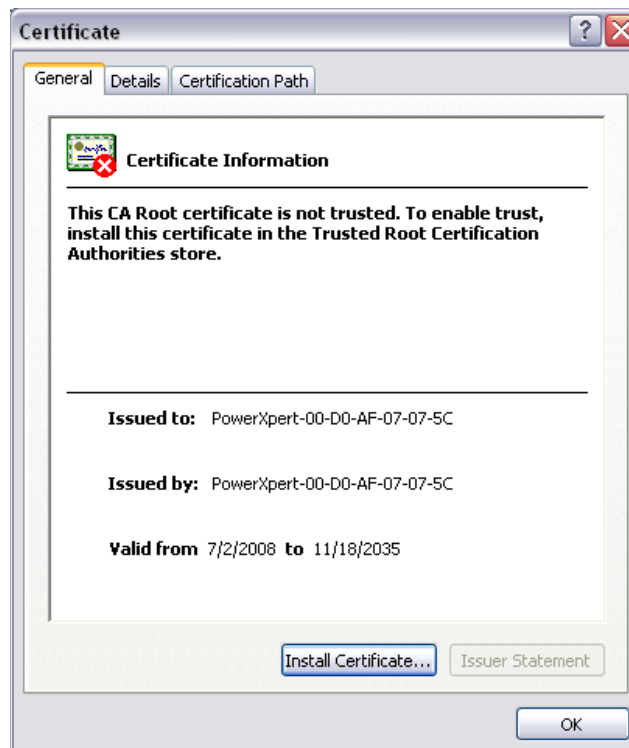 Certificate
General
Details
Certification Path
Certificate Information
This CA Root certificate is not trusted. To enable trust,
install this certificate in the Trusted Root Certification
Authorities store.
Issued to: PowerXpert-00-D0-AF-07-07-5C
Issued by: PowerXpert-00-D0-AF-07-07-5C
Valid from 7/2/2008 to 11/18/2035
Install Certificate...
Issuer Statement
OK